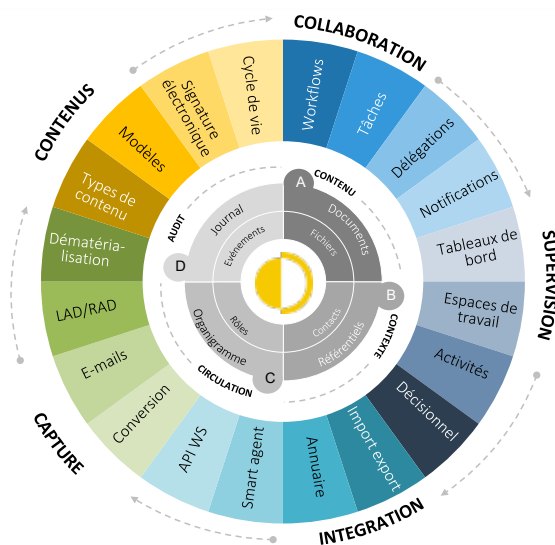 COLLABORATION
Workflows
Tâches
Délégations
Notifications
SUPERVISION
Tableaux de
bord
Espaces de
travail
Activités
Décisionnel
INTEGRATION
Import export
Annuaire
Smart agent
API WS
CAPTURE
Conversion
E-mails
LAD/RAD
Dématéria-
lisation
CONTENUS
Types de
contenu
Modèles
Signature
électronique
Cycle de vie
A
CONTENU
Documents
Fichiers
B
CONTEXTE
Contacts
Référentiels
C
CIRCULATION
Organigramme
Rôles
D
AUDIT
Journal
Evénements